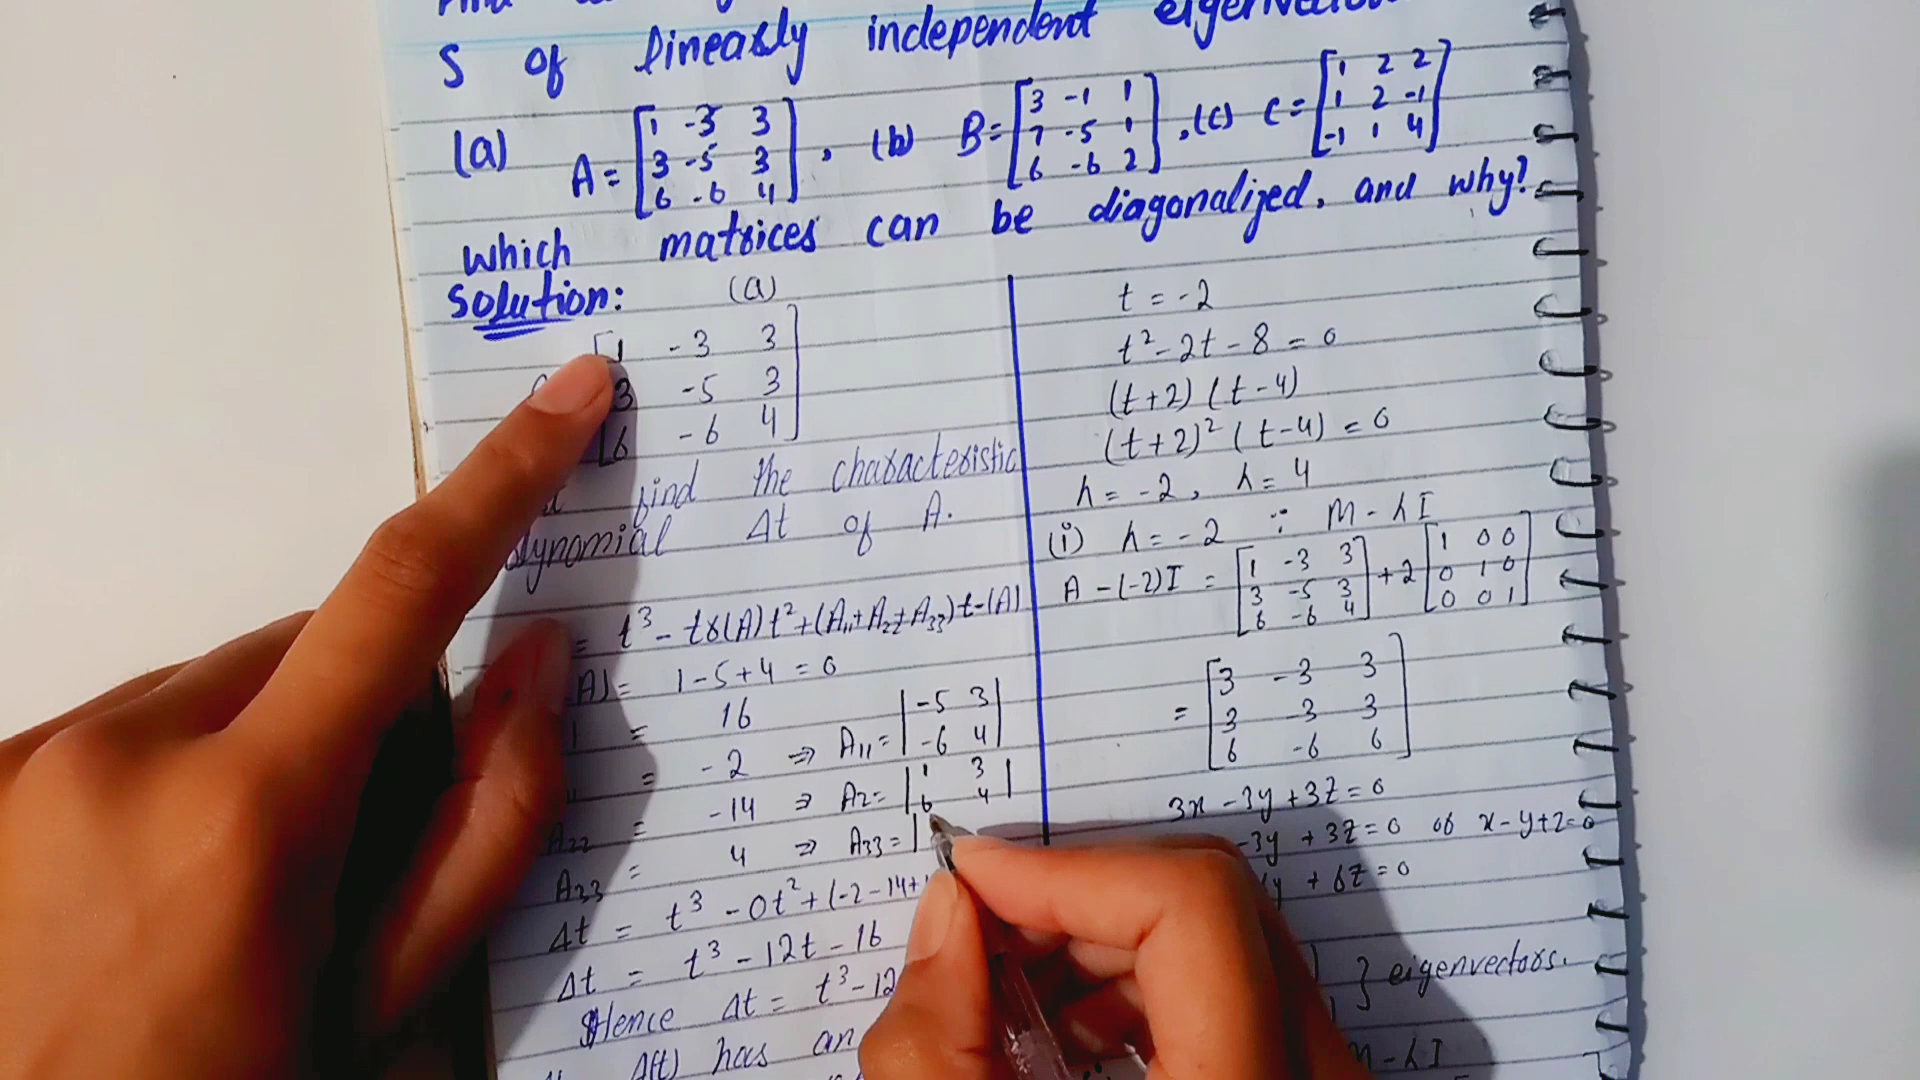 S of linearly independent eigenvectors
(a) A = [1 -3 3; 3 -5 3; 6 -6 4], (b) B = [3 -1 1; 7 -5 1; 6 -6 2], (c) C = [1 2 2; 1 2 -1; -1 1 4]
which matrices can be diagonalized, and why?
Solution: (a)
[1 -3 3
3 -5 3
6 -6 4]
find the characteristic
polynomial Δt of A.
= t³ - tr(A)t² + (A₁₁+A₂₂+A₃₃)t - (A)
A) = 1-5+4 = 0
= 16
= -2 ⇒ A₁₁ = |-5 3; -6 4|
A₂₂ = -14 ⇒ A₂ = |1 3; 6 4|
A₃₃ = 4 ⇒ A₃₃ = |
Δt = t³ - 0t² + (-2-14+
Δt = t³ - 12t - 16
Hence Δt = t³ - 12
Δ(t) has an
t = -2
t² - 2t - 8 = 0
(t+2) (t-4)
(t+2)² (t-4) = 0
λ = -2, λ = 4
(i) λ = -2 ∵ M - λI
A - (-2)I = [1 -3 3; 3 -5 3; 6 -6 4] + 2[1 0 0; 0 1 0; 0 0 1]
= [3 -3 3
3 -3 3
6 -6 6]
3x - 3y + 3z = 0
-3y + 3z = 0 or x-y+z=0
y + 6z = 0
} eigenvectors.
M - λI